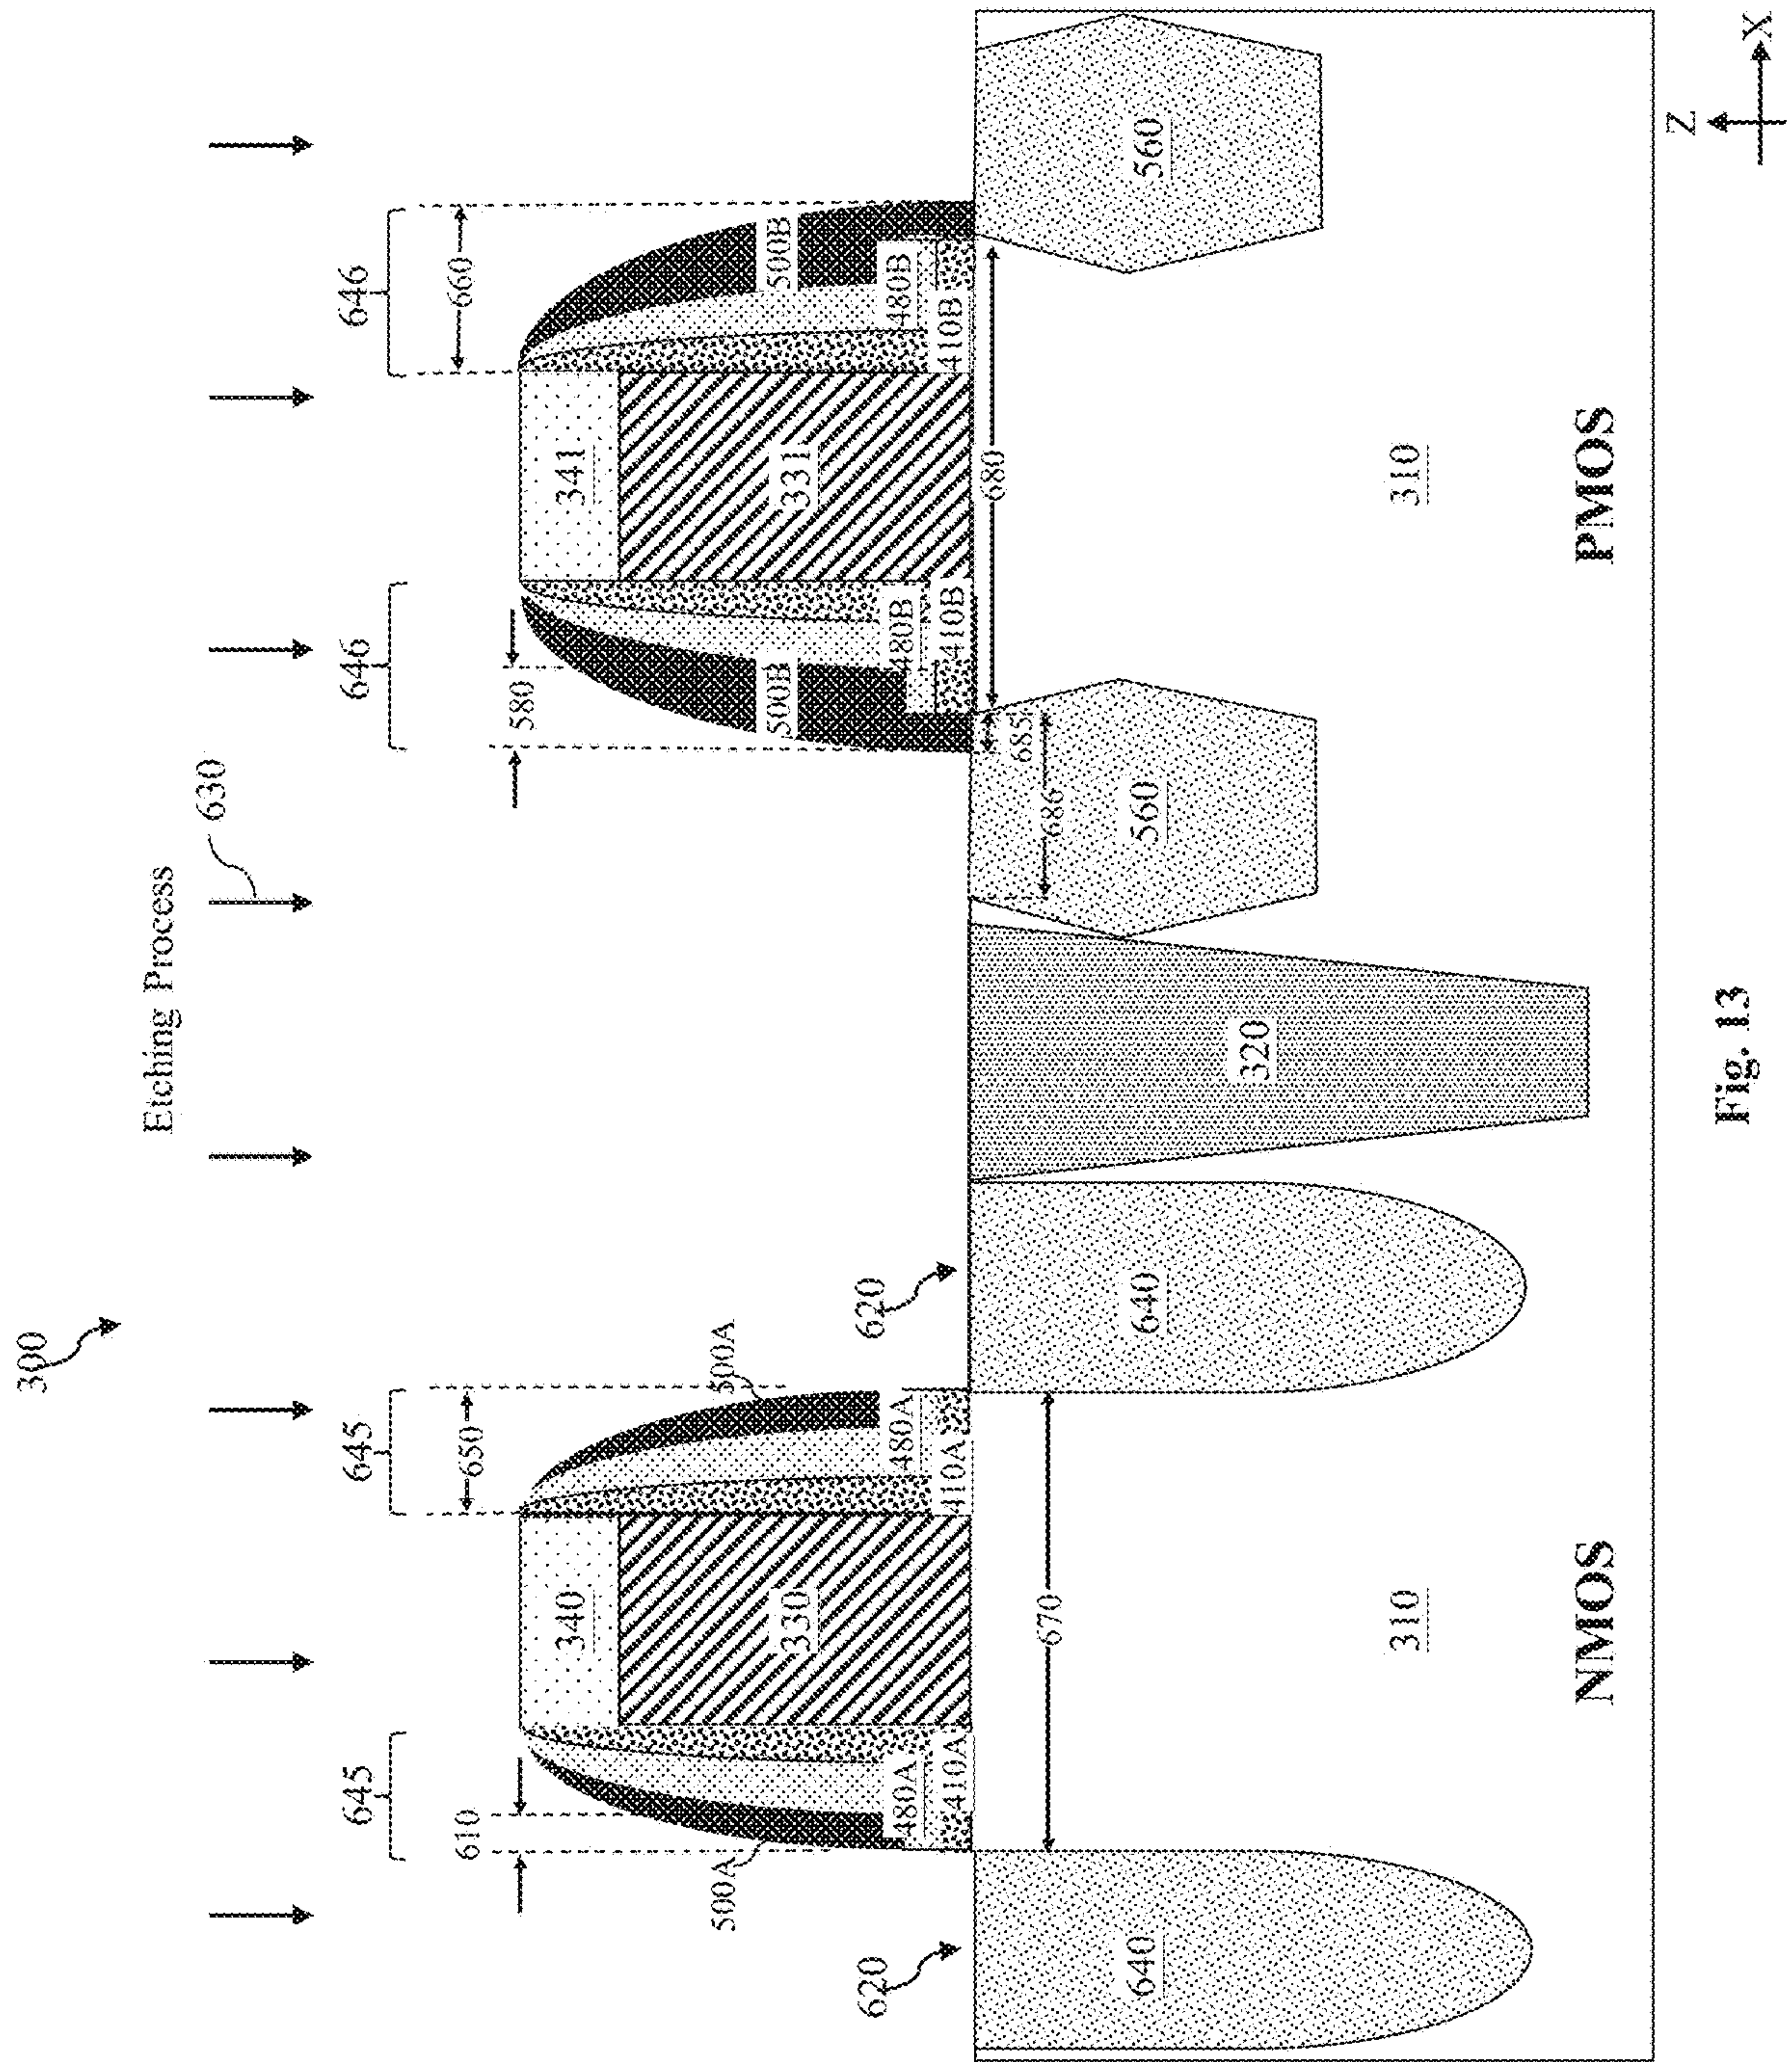 300
Etching Process
630
645
645
646
646
610
650
580
660
500A
500A
500B
500B
340
341
330
331
480A
480A
480B
480B
410A
410A
410B
410B
620
620
670
680
685
686
640
640
320
560
560
310
310
NMOS
PMOS
Z
X
Fig. 13